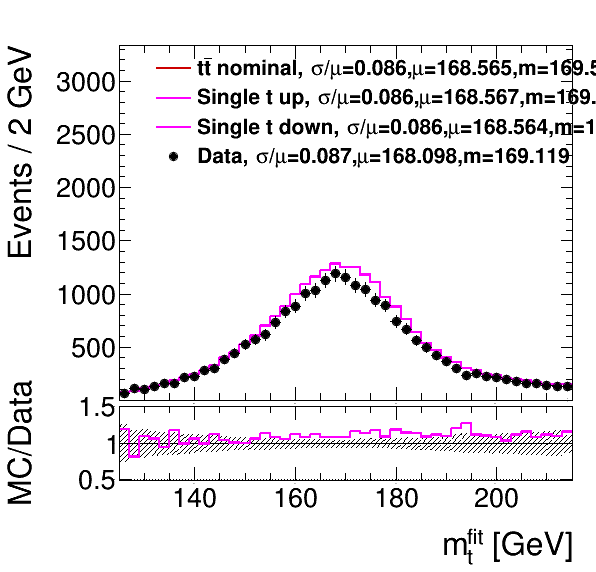 tt̄ nominal, σ/μ=0.086,μ=168.565,m=169.5
Single t up, σ/μ=0.086,μ=168.567,m=169.
Single t down, σ/μ=0.086,μ=168.564,m=1
Data, σ/μ=0.087,μ=168.098,m=169.119
Events / 2 GeV
3000
2500
2000
1500
1000
500
MC/Data
1.5
1
0.5
140 160 180 200
m_t^fit [GeV]